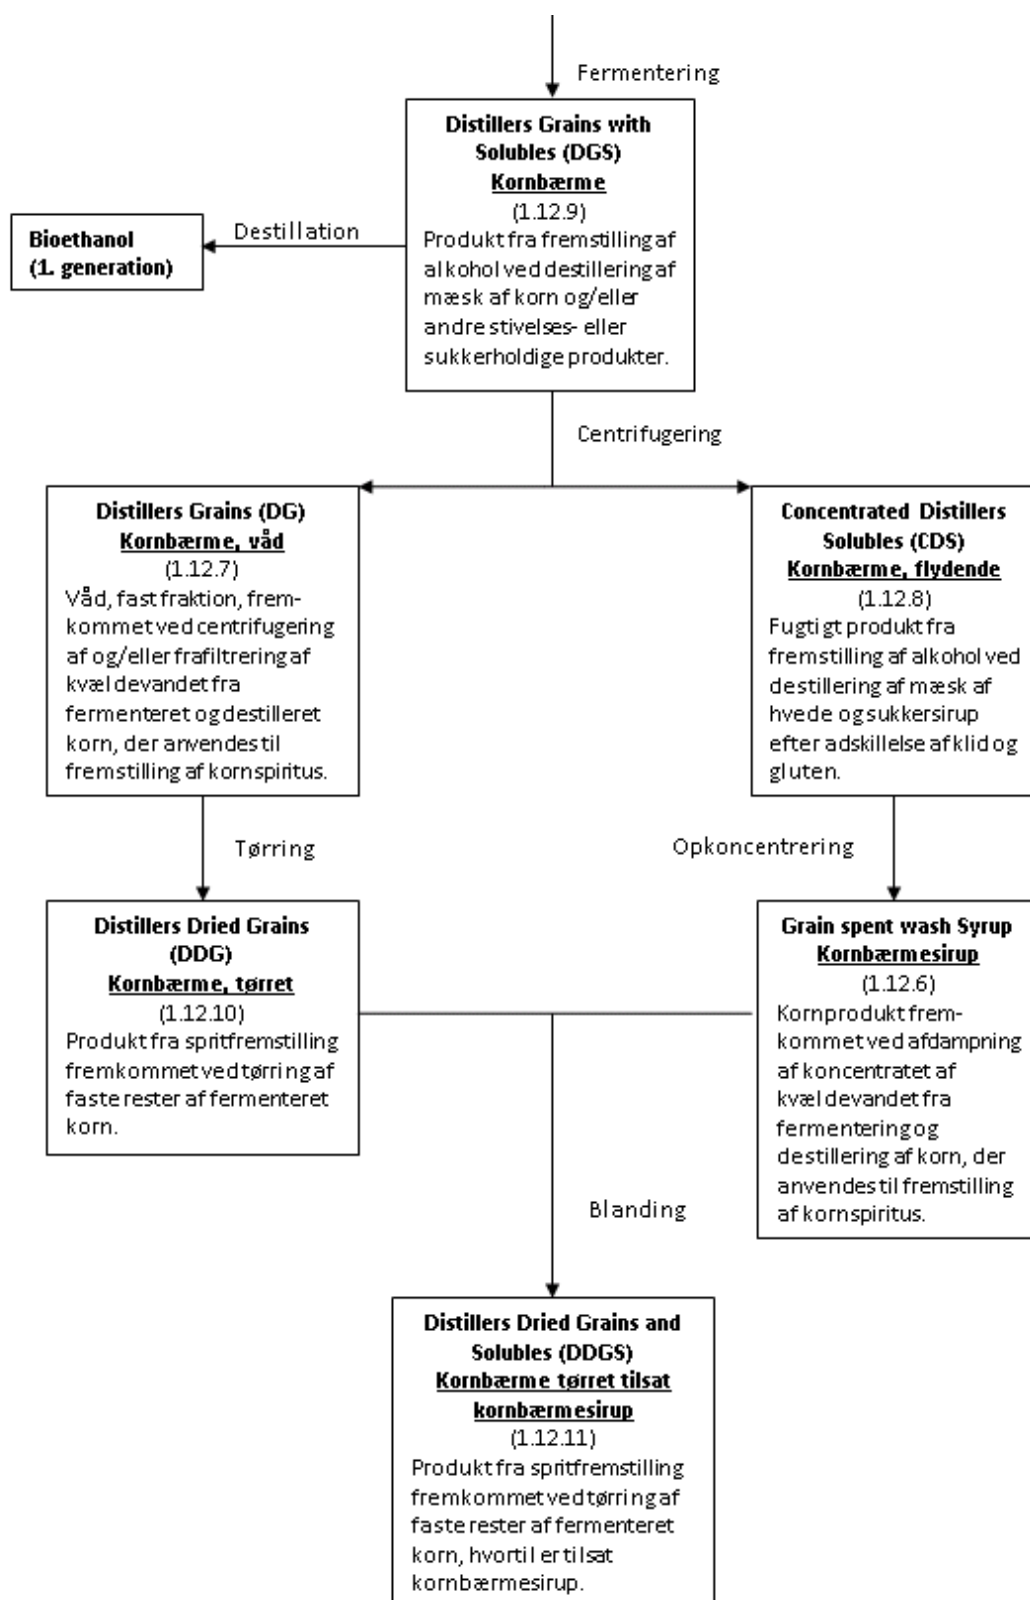 Fermentering
Distillers Grains with
Solubles (DGS)
Kornbærme
(1.12.9)
Produkt fra fremstilling af
alkohol ved destillering af
mæsk af korn og/eller
andre stivelses- eller
sukkerholdige produkter.
Destillation
Bioethanol
(1. generation)
Centrifugering
Distillers Grains (DG)
Kornbærme, våd
(1.12.7)
Våd, fast fraktion, frem-
kommet ved centrifugering
af og/eller frafiltrering af
kvældevandet fra
fermenteret og destilleret
korn, der anvendes til
fremstilling af kornspiritus.
Concentrated Distillers
Solubles (CDS)
Kornbærme, flydende
(1.12.8)
Fugtigt produkt fra
fremstilling af alkohol ved
destillering af mæsk af
hvede og sukkersirup
efter adskillelse af klid og
gluten.
Tørring
Opkoncentrering
Distillers Dried Grains
(DDG)
Kornbærme, tørret
(1.12.10)
Produkt fra spritfremstilling
fremkommet ved tørring af
faste rester af fermenteret
korn.
Grain spent wash Syrup
Kornbærmesirup
(1.12.6)
Kornprodukt frem-
kommet ved afdampning
af koncentratet af
kvældevandet fra
fermentering og
destillering af korn, der
anvendes til fremstilling
af kornspiritus.
Blanding
Distillers Dried Grains and
Solubles (DDGS)
Kornbærme tørret tilsat
kornbærmesirup
(1.12.11)
Produkt fra spritfremstilling
fremkommet ved tørring af
faste rester af fermenteret
korn, hvortil er tilsat
kornbærmesirup.